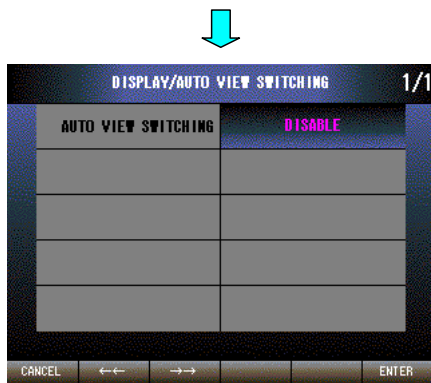 DISPLAY/AUTO VIEW SWITCHING 1/1
AUTO VIEW SWITCHING DISABLE
CANCEL ←← →→ ENTER